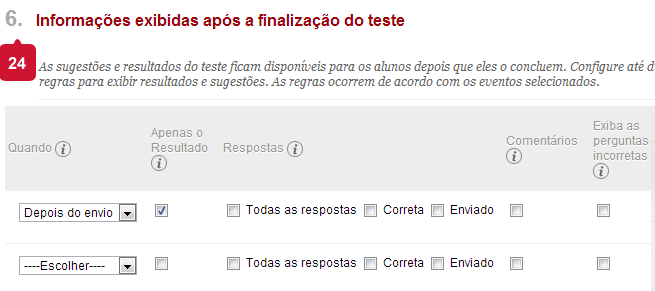 6. Informações exibidas após a finalização do teste
24
As sugestões e resultados do teste ficam disponíveis para os alunos depois que eles o concluem. Configure até d
regras para exibir resultados e sugestões. As regras ocorrem de acordo com os eventos selecionados.
Quando Apenas o Resultado Respostas Comentários Exiba as perguntas incorretas
Depois do envio Todas as respostas Correta Enviado
----Escolher---- Todas as respostas Correta Enviado